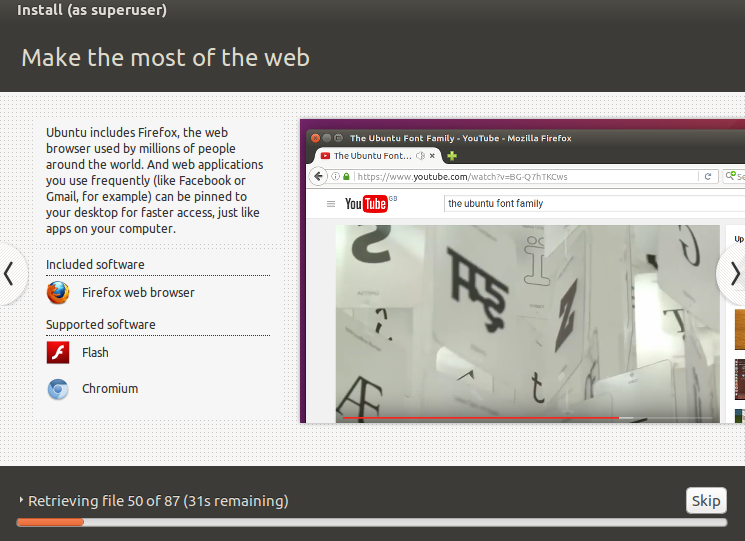 Install (as superuser)
Make the most of the web
Ubuntu includes Firefox, the web
browser used by millions of people
around the world. And web applications
you use frequently (like Facebook or
Gmail, for example) can be pinned to
your desktop for faster access, just like
apps on your computer.
Included software
Firefox web browser
Supported software
Flash
Chromium
The Ubuntu Font Family - YouTube - Mozilla Firefox
The Ubuntu Font...
https://www.youtube.com/watch?v=BG-Q7hTKCws
Se
YouTube GB
the ubuntu font family
Up
Retrieving file 50 of 87 (31s remaining)
Skip